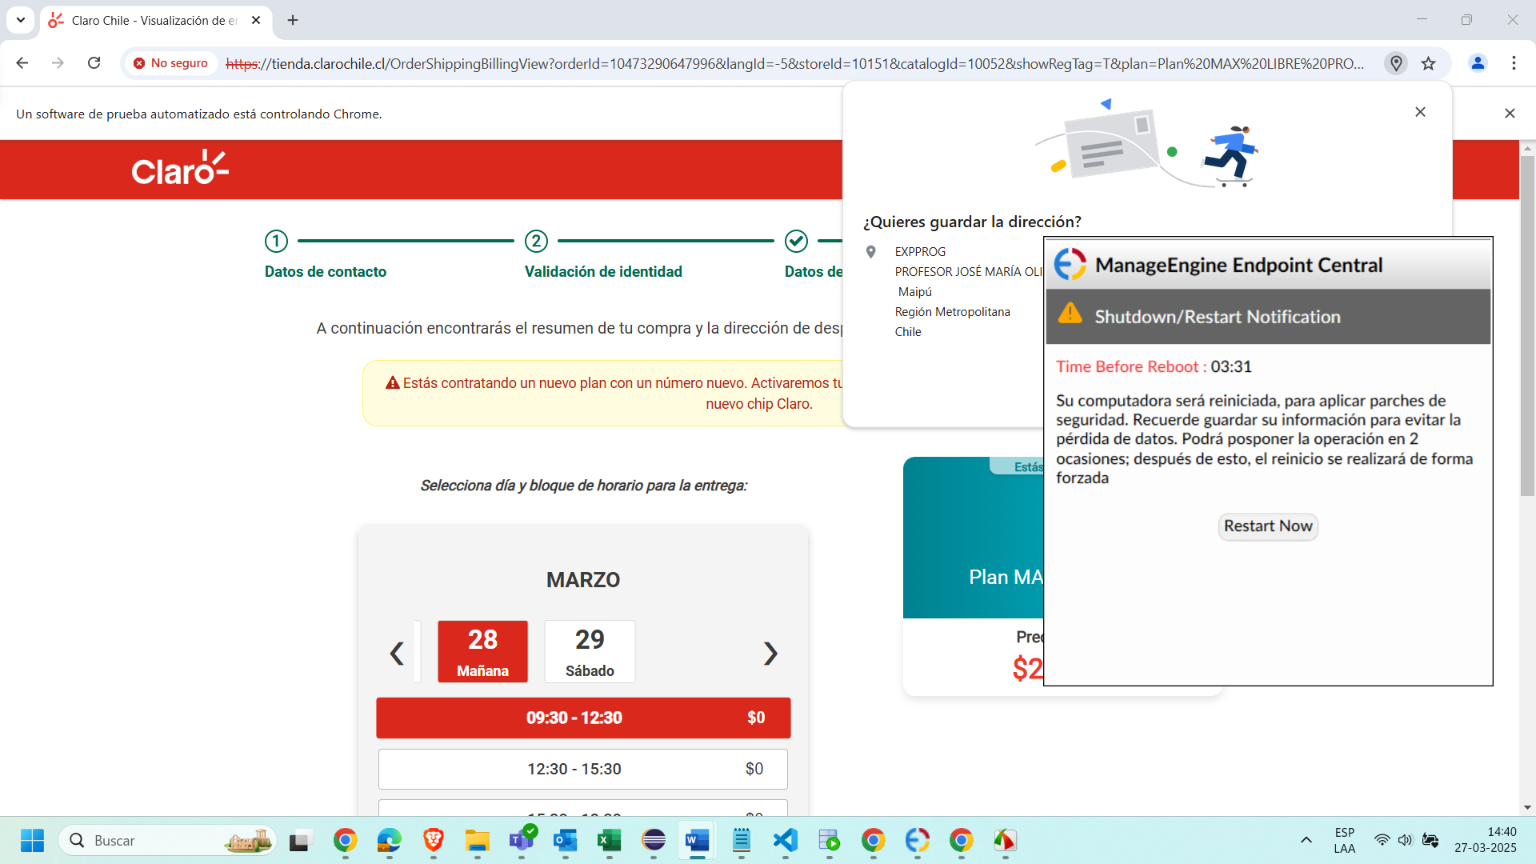 Claro Chile - Visualización de
No seguro
https://tienda.clarochile.cl/OrderShippingBillingView?orderId=10473290647996&langId=-5&storeId=10151&catalogId=10052&showRegTag=T&plan=Plan%20MAX%20LIBRE%20PRO...
Un software de prueba automatizado está controlando Chrome.
Claro
1
2
Datos de contacto
Validación de identidad
Datos de
A continuación encontrarás el resumen de tu compra y la dirección de
Estás contratando un nuevo plan con un número nuevo. Activaremos
nuevo chip Claro.
Selecciona día y bloque de horario para la entrega:
MARZO
28
Mañana
29
Sábado
09:30 - 12:30 $0
12:30 - 15:30 $0
¿Quieres guardar la dirección?
EXPPROG
PROFESOR JOSÉ MARÍA
Maipú
Región Metropolitana
Chile
Estás
Plan
$2
ManageEngine Endpoint Central
Shutdown/Restart Notification
Time Before Reboot : 03:31
Su computadora será reiniciada, para aplicar parches de
seguridad. Recuerde guardar su información para evitar la
pérdida de datos. Podrá posponer la operación en 2
ocasiones; después de esto, el reinicio se realizará de forma
forzada
Restart Now
Buscar
ESP
LAA
14:40
27-03-2025